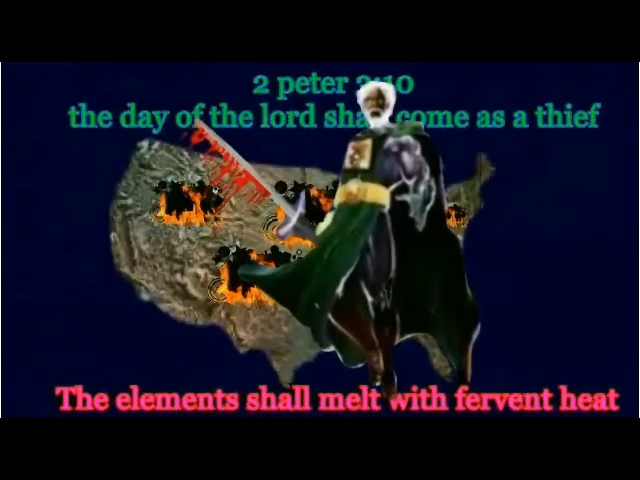 2 peter 3:10
the day of the lord shall come as a thief
The elements shall melt with fervent heat